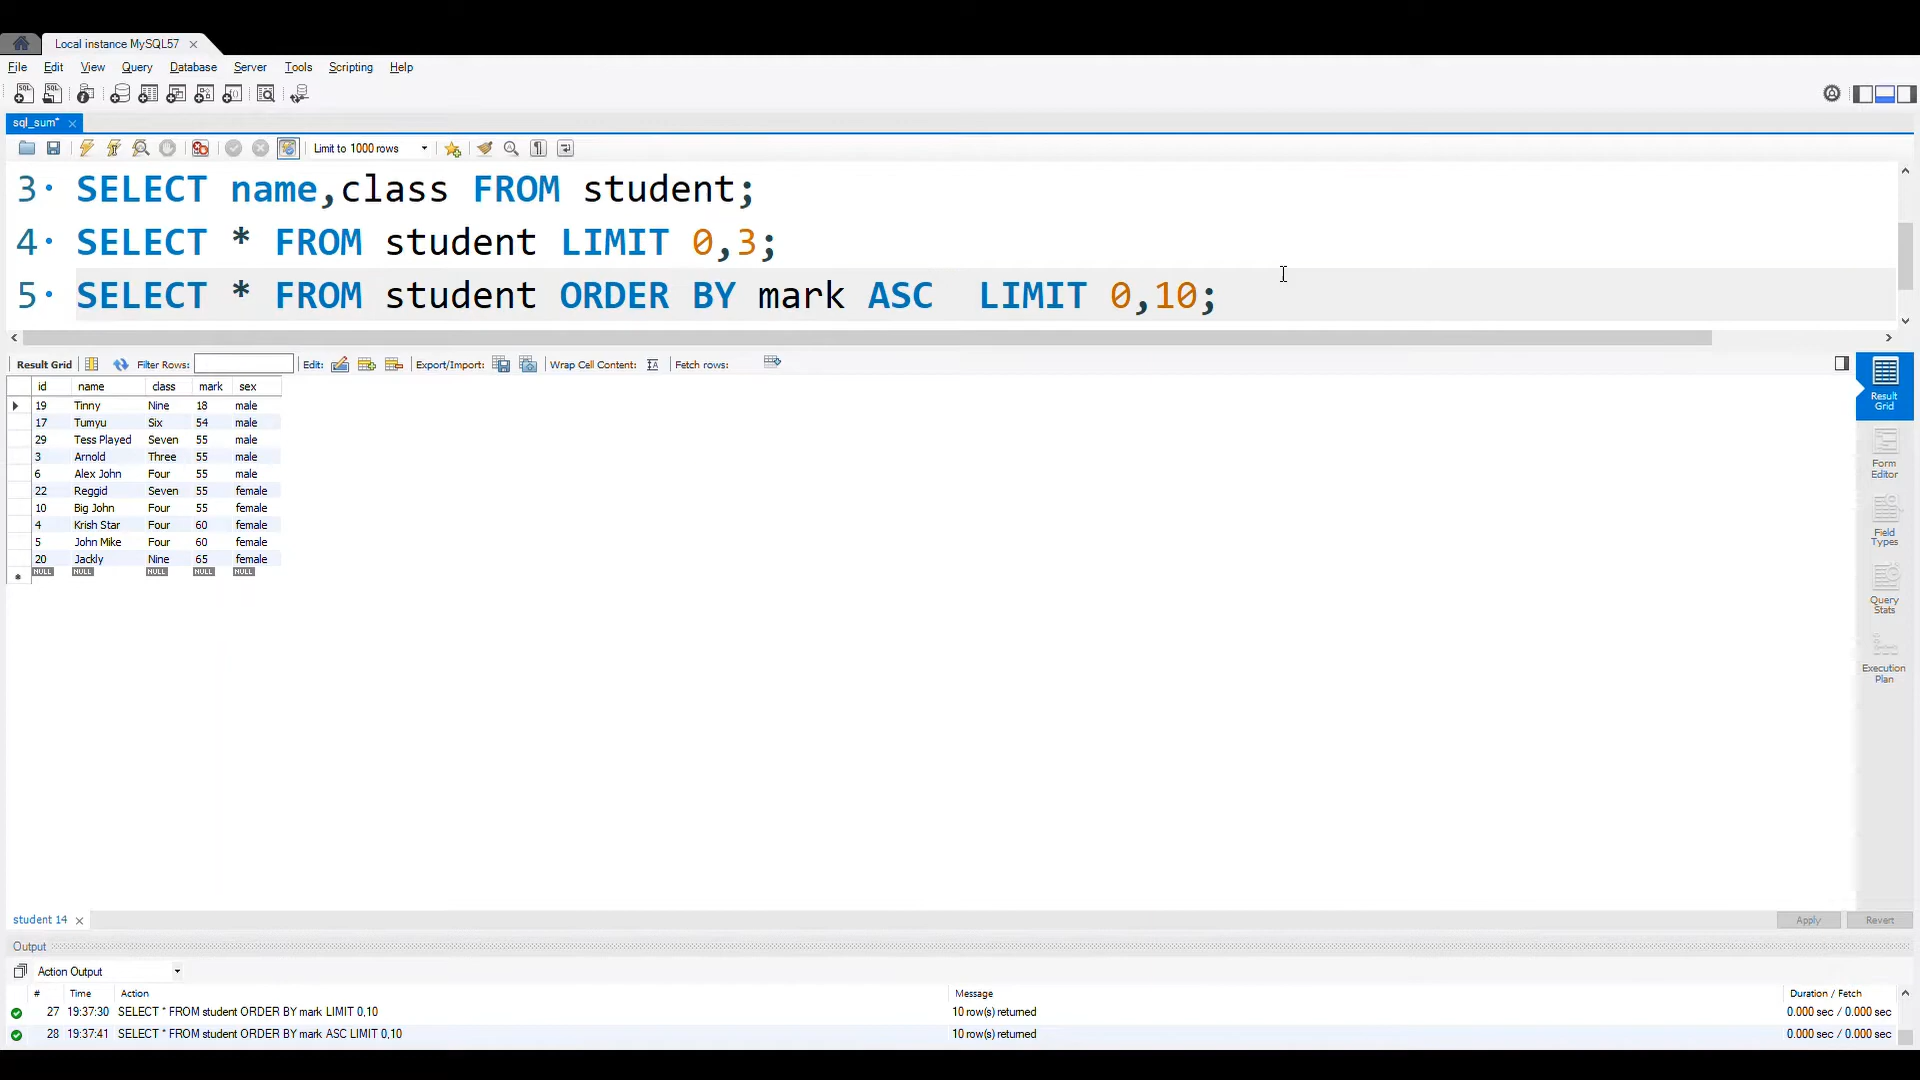 Local instance MySQL57
File Edit View Query Database Server Tools Scripting Help
sql_sum*
Limit to 1000 rows
3 SELECT name,class FROM student;
4 SELECT * FROM student LIMIT 0,3;
5 SELECT * FROM student ORDER BY mark ASC  LIMIT 0,10;
Result Grid Filter Rows: Edit: Export/Import: Wrap Cell Content: Fetch rows:
id name class mark sex
19 Tinny Nine 18 male
17 Tumyu Six 54 male
29 Tess Played Seven 55 male
3 Arnold Three 55 male
6 Alex John Four 55 male
22 Reggid Seven 55 female
10 Big John Four 55 female
4 Krish Star Four 60 female
5 John Mike Four 60 female
20 Jackly Nine 65 female
NULL NULL NULL NULL NULL
Result
Grid
Form
Editor
Field
Types
Query
Stats
Execution
Plan
student 14
Apply Revert
Output
Action Output
# Time Action Message Duration / Fetch
27 19:37:30 SELECT * FROM student ORDER BY mark LIMIT 0,10 10 row(s) returned 0.000 sec / 0.000 sec
28 19:37:41 SELECT * FROM student ORDER BY mark ASC LIMIT 0,10 10 row(s) returned 0.000 sec / 0.000 sec